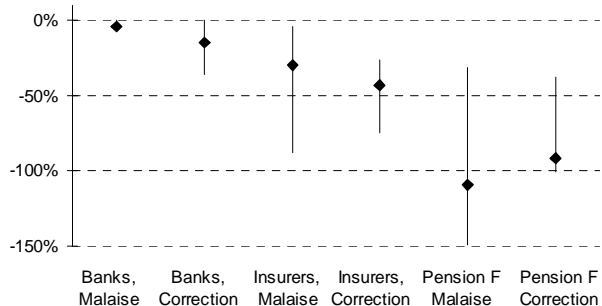 0%
-50%
-100%
-150%
Banks, Banks, Insurers, Insurers, Pension F Pension F
Malaise Correction Malaise Correction Malaise Correction